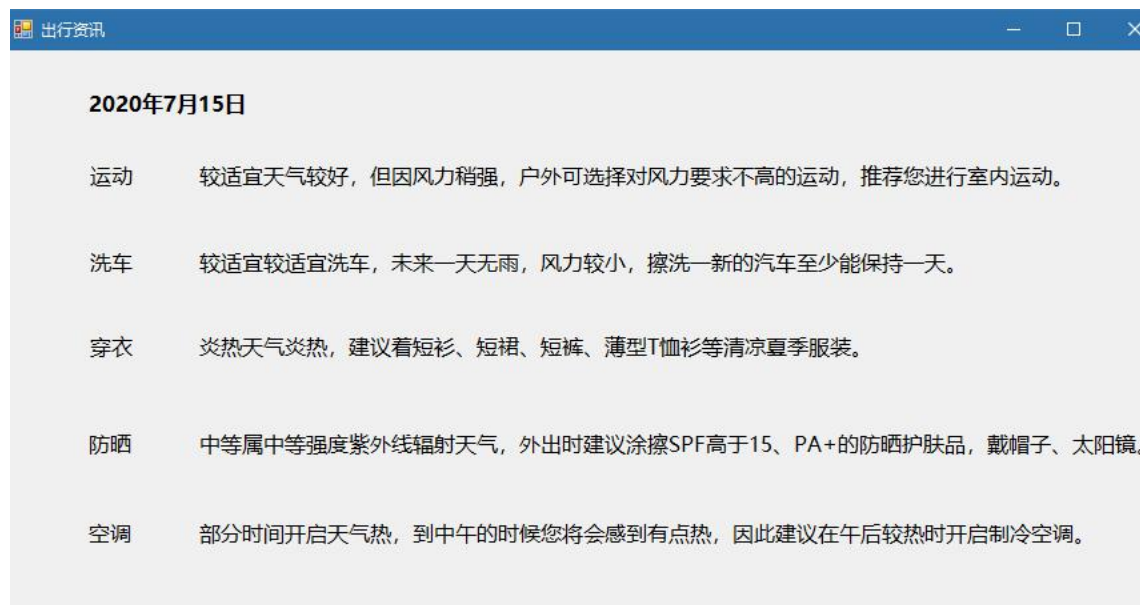 出行资讯
2020年7月15日
运动 较适宜天气较好，但因风力稍强，户外可选择对风力要求不高的运动，推荐您进行室内运动。
洗车 较适宜较适宜洗车，未来一天无雨，风力较小，擦洗一新的汽车至少能保持一天。
穿衣 炎热天气炎热，建议着短衫、短裙、短裤、薄型T恤衫等清凉夏季服装。
防晒 中等属中等强度紫外线辐射天气，外出时建议涂擦SPF高于15、PA+的防晒护肤品，戴帽子、太阳镜。
空调 部分时间开启天气热，到中午的时候您将会感到有点热，因此建议在午后较热时开启制冷空调。